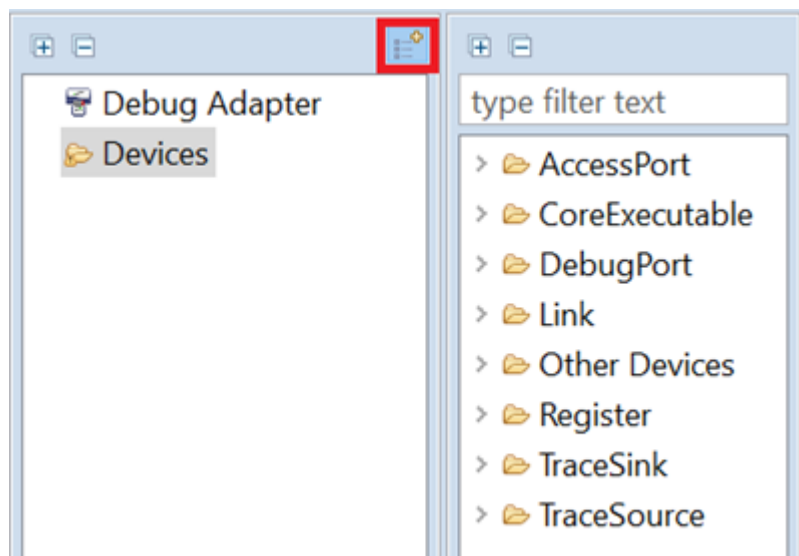 Debug Adapter
Devices
type filter text
AccessPort
CoreExecutable
DebugPort
Link
Other Devices
Register
TraceSink
TraceSource